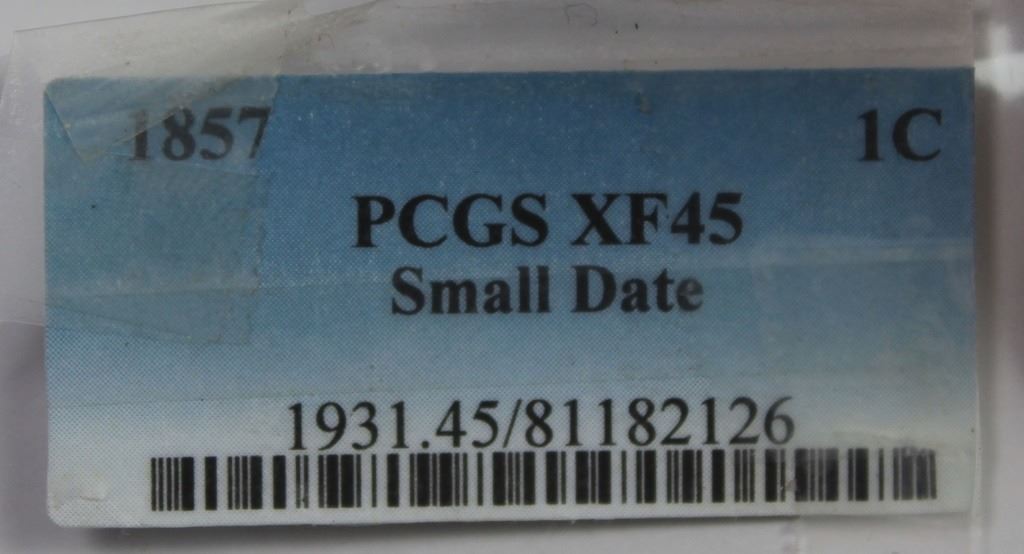 1857 1C
PCGS XF45
Small Date
1931.45/81182126